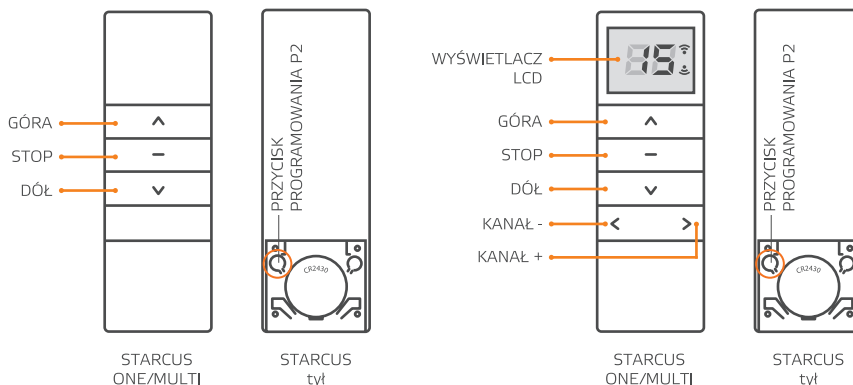 GÓRA
STOP
DÓŁ
PRZYCISK
PROGRAMOWANIA P2
CR2430
STARCUS
ONE/MULTI
STARCUS
tył
WYŚWIETLACZ
LCD
15
GÓRA
STOP
DÓŁ
KANAŁ -
KANAŁ +
PRZYCISK
PROGRAMOWANIA P2
CR2430
STARCUS
ONE/MULTI
STARCUS
tył